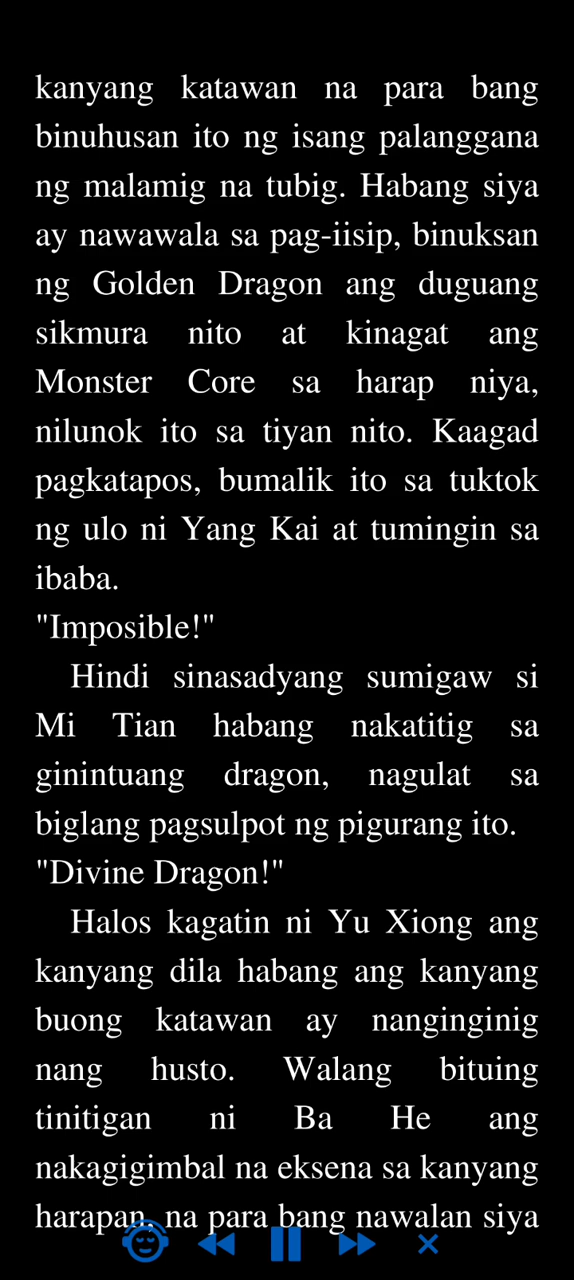 kanyang katawan na para bang
binuhusan ito ng isang palanggana
ng malamig na tubig. Habang siya
ay nawawala sa pag-iisip, binuksan
ng Golden Dragon ang duguang
sikmura nito at kinagat ang
Monster Core sa harap niya,
nilunok ito sa tiyan nito. Kaagad
pagkatapos, bumalik ito sa tuktok
ng ulo ni Yang Kai at tumingin sa
ibaba.
"Imposible!"
Hindi sinasadyang sumigaw si
Mi Tian habang nakatitig sa
ginintuang dragon, nagulat sa
biglang pagsulpot ng pigurang ito.
"Divine Dragon!"
Halos kagatin ni Yu Xiong ang
kanyang dila habang ang kanyang
buong katawan ay nanginginig
nang husto. Walang bituing
tinitigan ni Ba He ang
nakagigimbal na eksena sa kanyang
harapan, na para bang nawalan siya